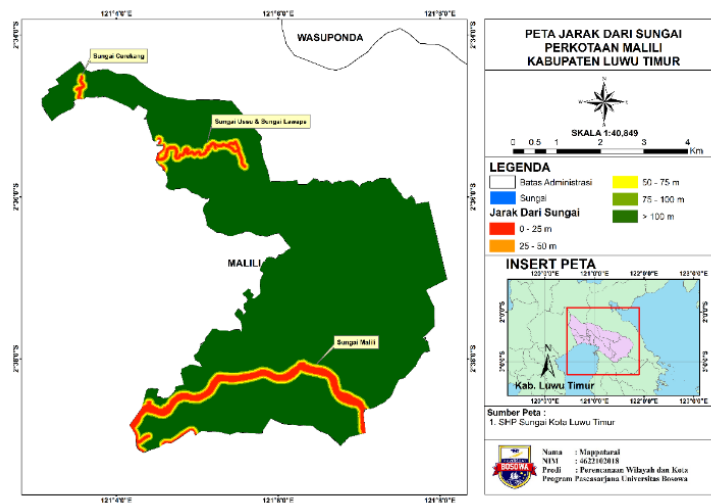 121°4'0"E
121°6'0"E
121°8'0"E
WASUPONDA
Sungai Cerekang
Sungai Ussu & Sungai Lawape
MALILI
Sungai Malili
121°4'0"E
121°6'0"E
121°8'0"E
PETA JARAK DARI SUNGAI
PERKOTAAN MALILI
KABUPATEN LUWU TIMUR
SKALA 1:40,849
0 0.5 1 2 3 4
Km
LEGENDA
Batas Administrasi
Sungai
Jarak Dari Sungai
0 - 25 m
25 - 50 m
50 - 75 m
75 - 100 m
> 100 m
INSERT PETA
120°0'0"E 121°0'0"E 122°0'0"E 123°0'0"E
N
Kab. Luwu Timur
120°0'0"E 121°0'0"E 122°0'0"E 123°0'0"E
Sumber Peta :
1. SHP Sungai Kota Luwu Timur
BOSOWA
Nama : Mappatarai
NIM : 4622102018
Prodi : Perencanaan Wilayah dan Kota
Program Pascasarjana Universitas Bosowa